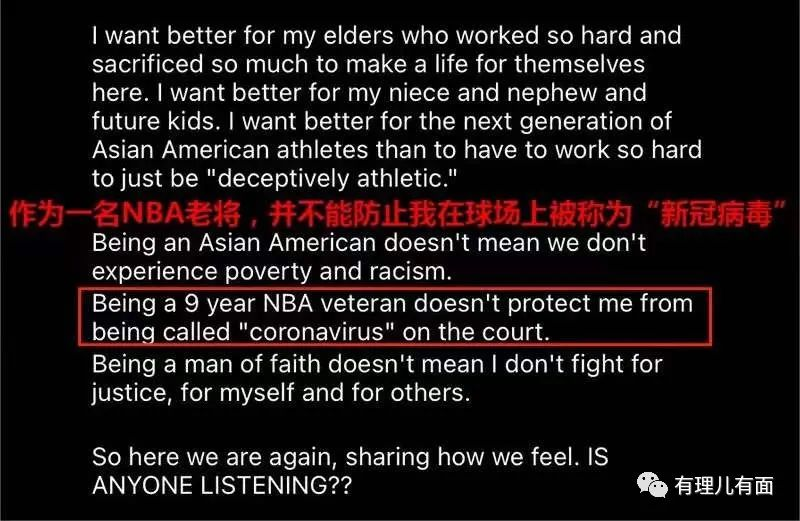 I want better for my elders who worked so hard and
sacrificed so much to make a life for themselves
here. I want better for my niece and nephew and
future kids. I want better for the next generation of
Asian American athletes than to have to work so hard
to just be "deceptively athletic."
作为一名NBA老将，并不能防止我在球场上被称为“新冠病毒”
Being an Asian American doesn't mean we don't
experience poverty and racism.
Being a 9 year NBA veteran doesn't protect me from
being called "coronavirus" on the court.
Being a man of faith doesn't mean I don't fight for
justice, for myself and for others.
So here we are again, sharing how we feel. IS
ANYONE LISTENING??
有理儿有面